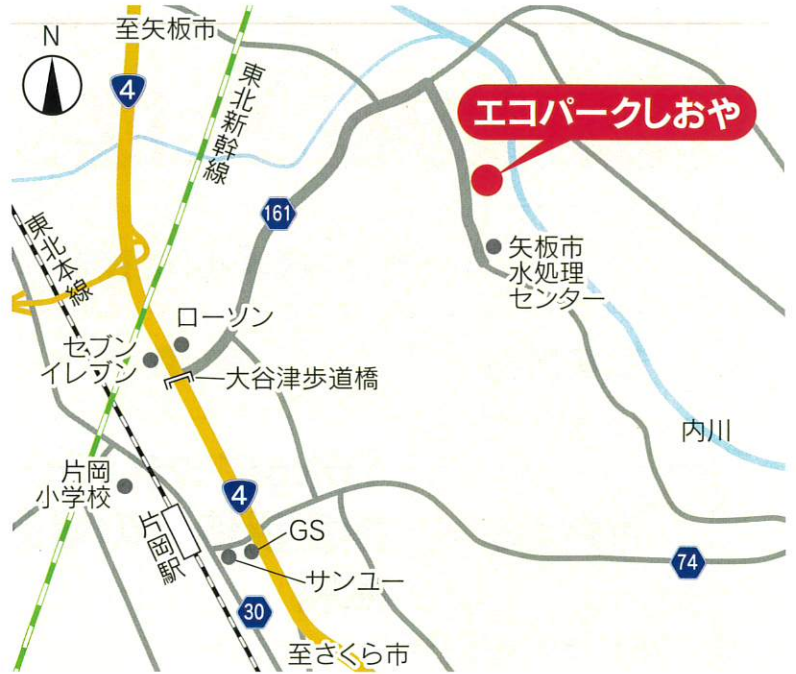 至矢板市
N
4
東北新幹線
エコパークしおや
161
東北本線
矢板市
水処理
センター
ローソン
セブン
イレブン
大谷津歩道橋
内川
片岡
小学校
4
片岡駅
GS
サンユー
74
30
至さくら市